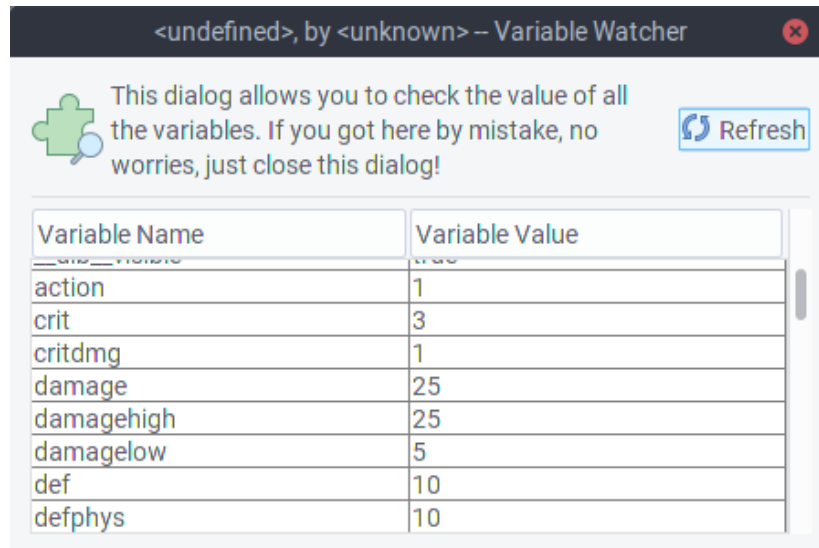 <undefined>, by <unknown> – Variable Watcher
This dialog allows you to check the value of all
the variables. If you got here by mistake, no
worries, just close this dialog!
Refresh
Variable Name Variable Value
action 1
crit 3
critdmg 1
damage 25
damagehigh 25
damagelow 5
def 10
defphys 10